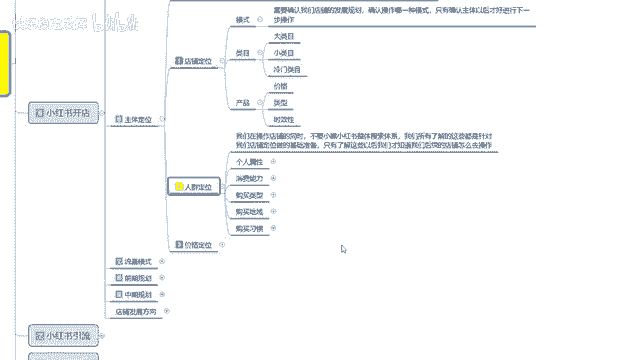 需要确认我们店铺的发展规划，确认操作哪一种模式，只有确认主体以后才好进行下一
步操作
模式
大类目
店铺定位
类目
小类目
冷门类目
价格
产品
类型
时效性
小红书开店
主体定位
我们在操作店铺的同时，不要小瞧小红书整体搜索体系，我们所有了解的这些都是针对
我们店铺定位做的基础准备，只有了解这些以后我们才知道我们后续的店铺怎么去操作
个人属性
消费能力
人群定位
购买类型
购买地域
购买习惯
价格定位
流量模式
前期规划
中期规划
店铺发展方向
小红书引流